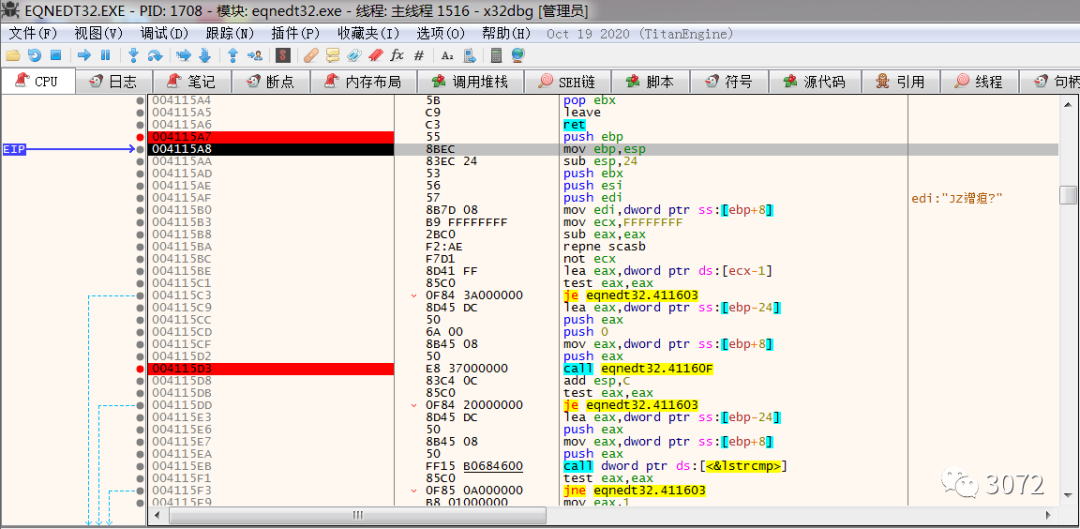 EQNEDT32.EXE - PID: 1708 - 模块: eqnedt32.exe - 线程: 主线程 1516 - x32dbg [管理员]
文件(F) 视图(V) 调试(D) 跟踪(N) 插件(P) 收藏夹(I) 选项(O) 帮助(H) Oct 19 2020 (TitanEngine)
CPU 日志 笔记 断点 内存布局 调用堆栈 SEH链 脚本 符号 源代码 引用 线程 句柄
004115A4 5B pop ebx
004115A5 C9 leave
004115A6 C3 ret
004115A7 55 push ebp
EIP 004115A8 8BEC mov ebp,esp
004115AA 83EC 24 sub esp,24
004115AD 53 push ebx
004115AE 56 push esi
004115AF 57 push edi edi:"JZ熷疸?"
004115B0 8B7D 08 mov edi,dword ptr ss:[ebp+8]
004115B3 B9 FFFFFFFF mov ecx,FFFFFFFF
004115B8 2BC0 sub eax,eax
004115BA F2:AE repne scasb
004115BC F7D1 not ecx
004115BE 8D41 FF lea eax,dword ptr ds:[ecx-1]
004115C1 85C0 test eax,eax
004115C3 0F84 3A000000 je eqnedt32.411603
004115C9 8D45 DC lea eax,dword ptr ss:[ebp-24]
004115CC 50 push eax
004115CD 6A 00 push 0
004115CF 8B45 08 mov eax,dword ptr ss:[ebp+8]
004115D2 50 push eax
004115D3 E8 37000000 call eqnedt32.41160F
004115D8 83C4 0C add esp,C
004115DB 85C0 test eax,eax
004115DD 0F84 20000000 je eqnedt32.411603
004115E3 8D45 DC lea eax,dword ptr ss:[ebp-24]
004115E6 50 push eax
004115E7 8B45 08 mov eax,dword ptr ss:[ebp+8]
004115EA 50 push eax
004115EB FF15 B0684600 call dword ptr ds:[<&lstrcmp>]
004115F1 85C0 test eax,eax
004115F3 0F85 0A000000 jne eqnedt32.411603
004115F9 B8 01000000 mov eax,1
3072